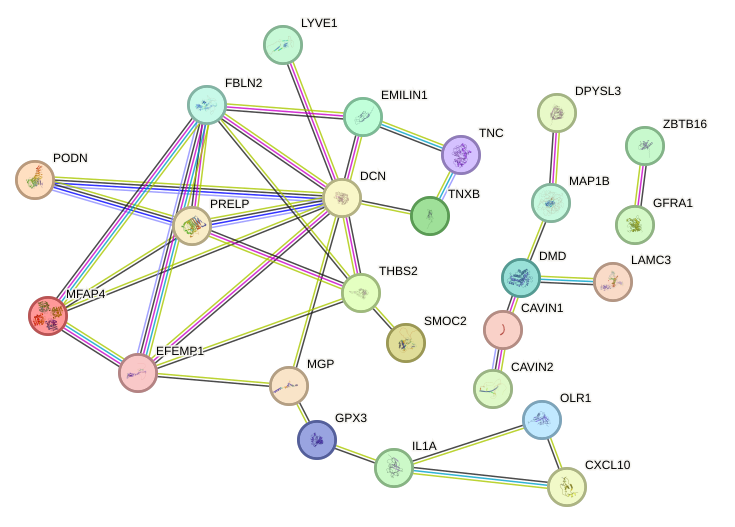 LYVE1
FBLN2
DPYSL3
EMILIN1
ZBTB16
TNC
PODN
DCN
MAP1B
TNXB
PRELP
GFRA1
DMD
LAMC3
THBS2
MFAP4
CAVIN1
SMOC2
EFEMP1
MGP
CAVIN2
OLR1
GPX3
IL1A
CXCL10